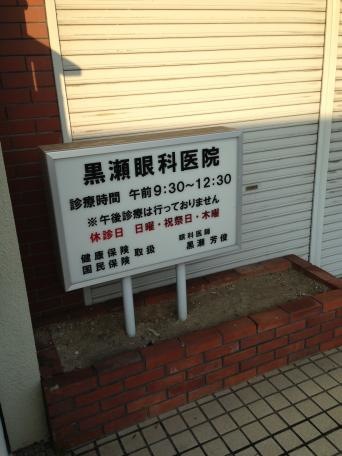 黒瀬眼科医院
診療時間 午前9:30～12:30
※午後診療は行っておりません
休診日 日曜・祝祭日・木曜
健康保険
国民保険 取扱
眼科医師
黒瀬 芳俊